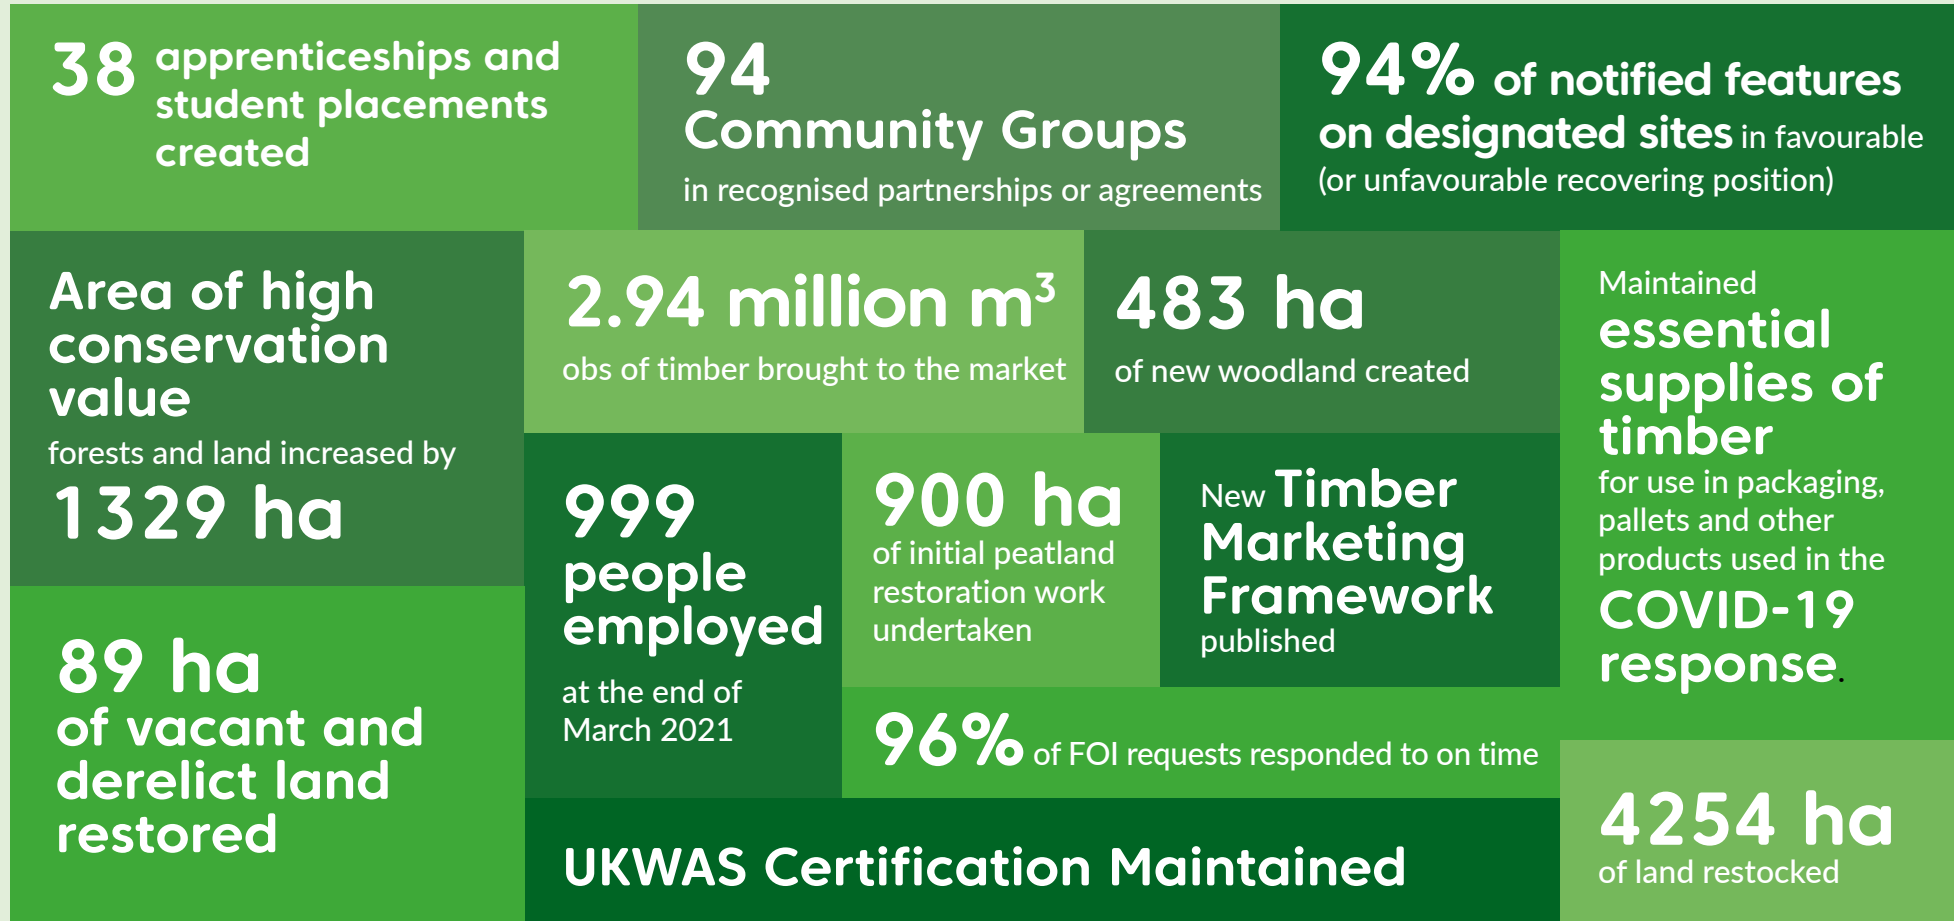 38 apprenticeships and
student placements
created
94
Community Groups
in recognised partnerships or agreements
94% of notified features
on designated sites in favourable
(or unfavourable recovering position)
Area of high
conservation
value
forests and land increased by
1329 ha
2.94 million m³
obs of timber brought to the market
483 ha
of new woodland created
Maintained
essential
supplies of
timber
for use in packaging,
pallets and other
products used in the
COVID-19
response.
999
people
employed
at the end of
March 2021
900 ha
of initial peatland
restoration work
undertaken
New Timber
Marketing
Framework
published
89 ha
of vacant and
derelict land
restored
96% of FOI requests responded to on time
UKWAS Certification Maintained
4254 ha
of land restocked